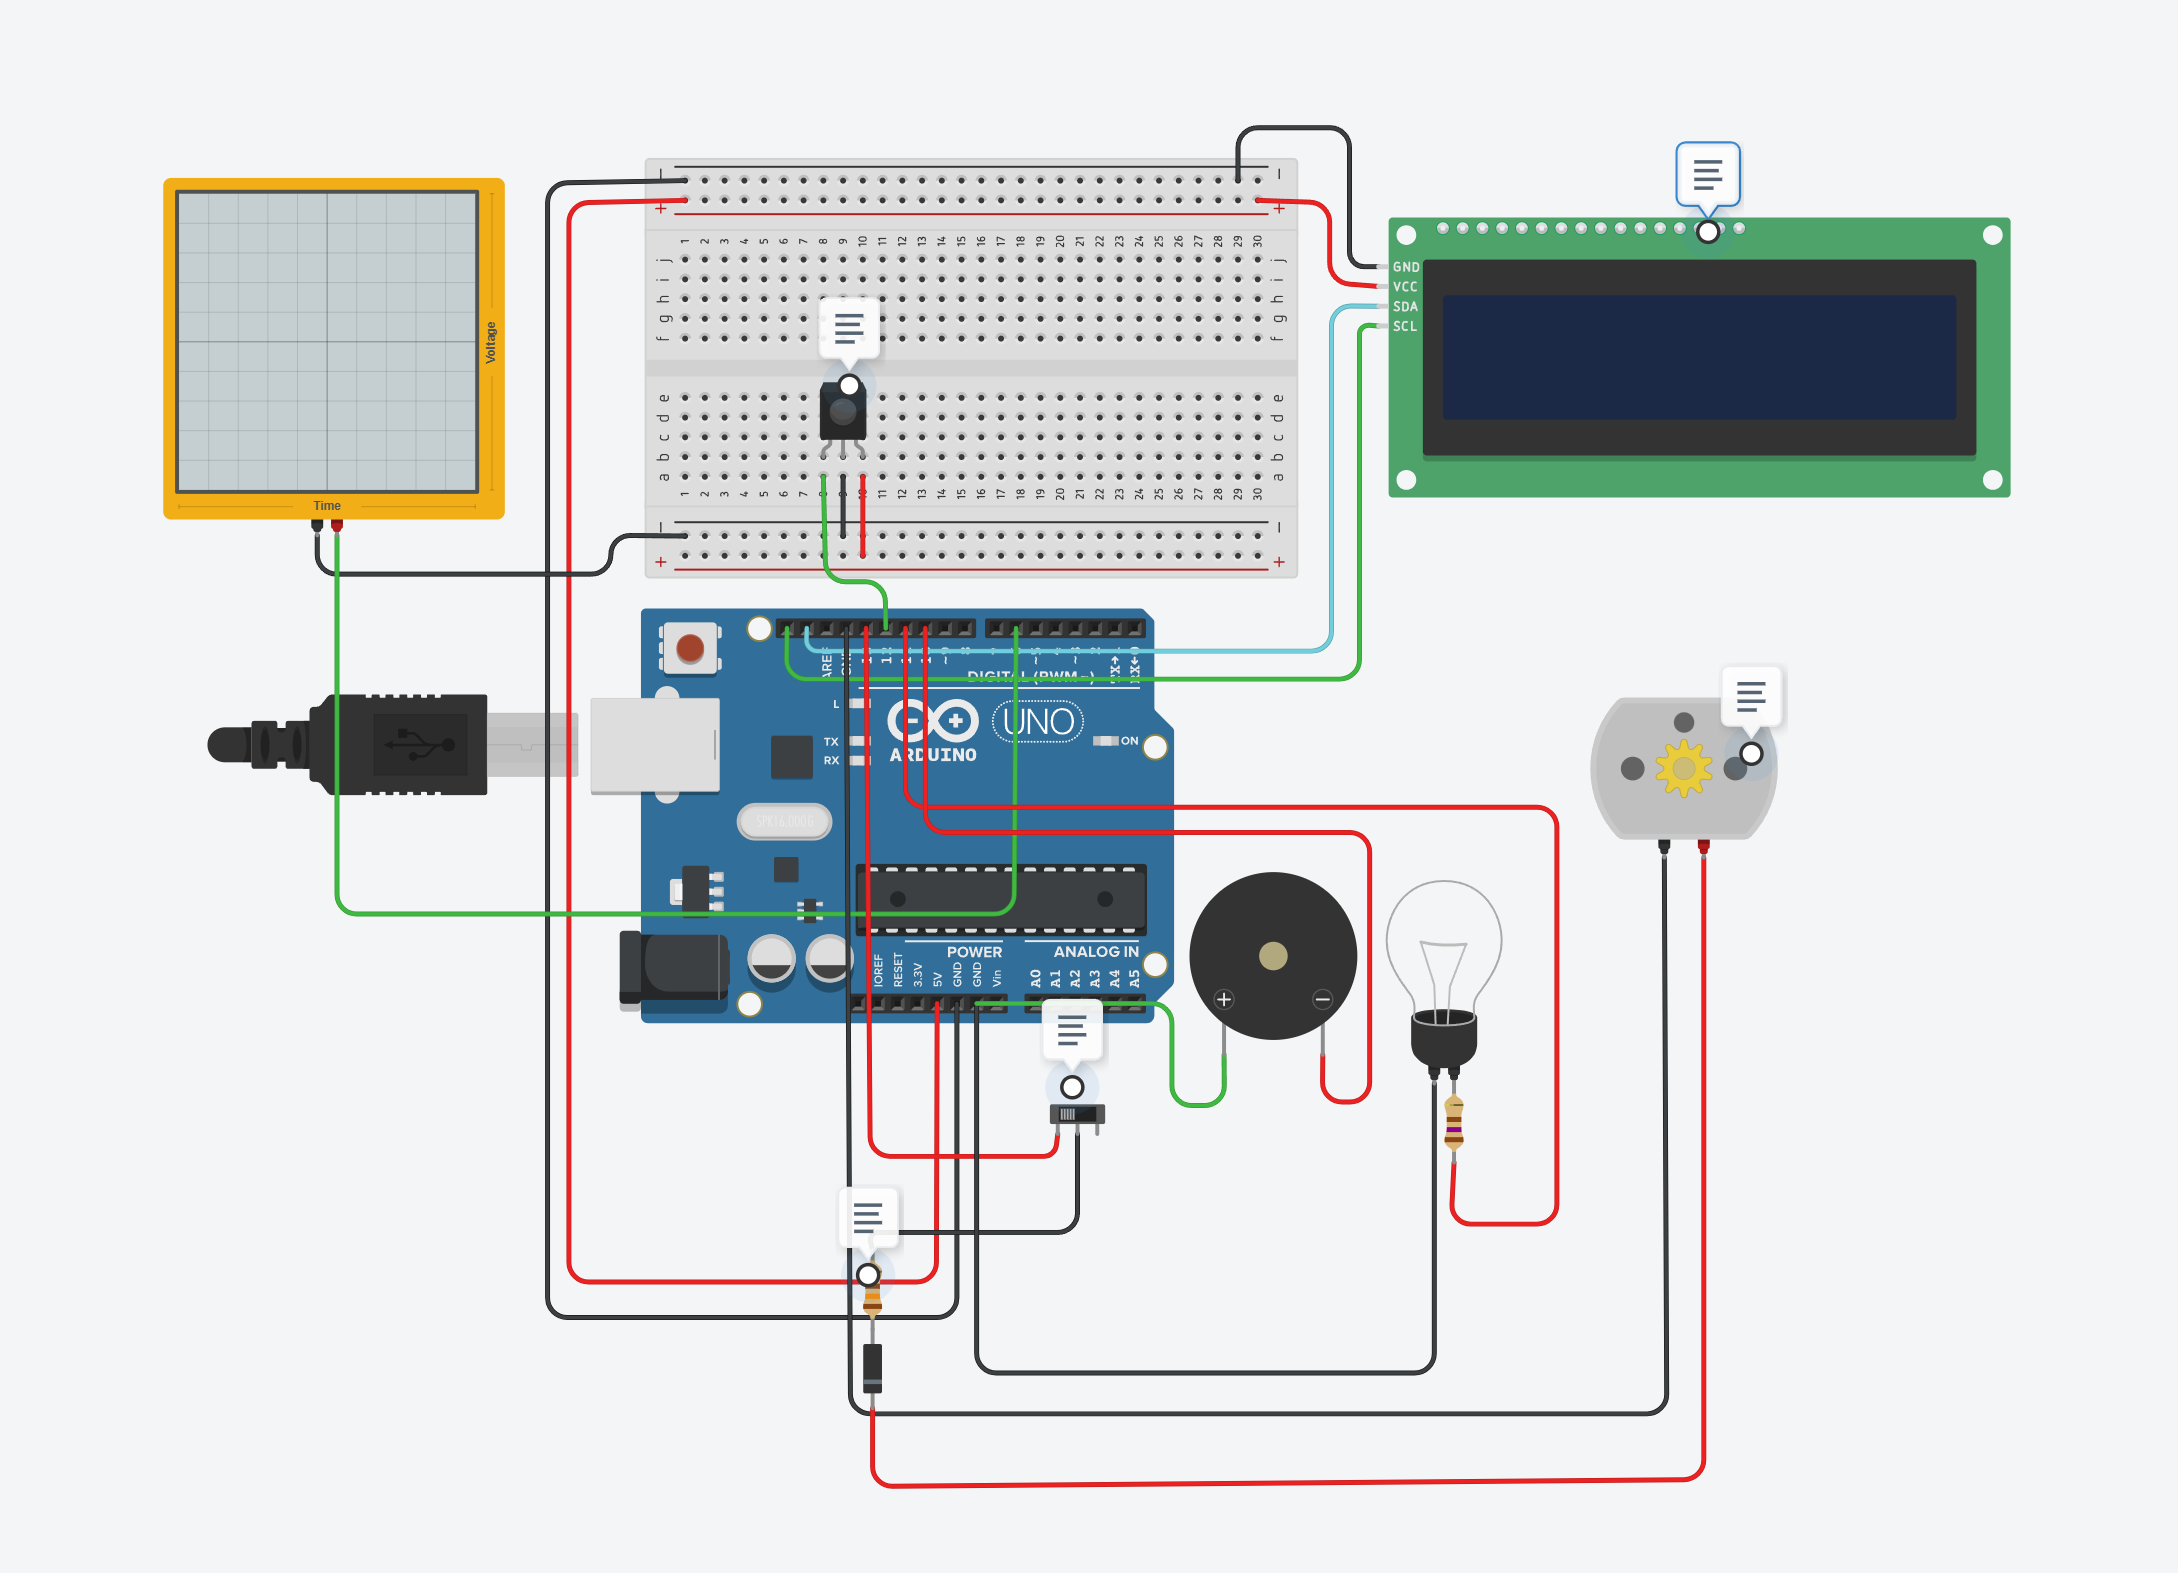 − −
+ +
1 2 3 4 5 6 7 8 9 10 11 12 13 14 15 16 17 18 19 20 21 22 23 24 25 26 27 28 29 30
j j
i i
h h
g g
f f
e e
d d
c c
b b
a a
1 2 3 4 5 6 7 9 11 12 13 14 15 16 17 18 19 20 21 22 23 24 25 26 27 28 29 30
− −
+ +
Voltage
Time
GND
VCC
SDA
SCL
AREF
12
DIGITAL (PWM~)
L
TX
RX
ARDUINO
UNO
ON
SPK16.000G
POWER
ANALOG IN
IOREF
RESET
3.3V
5V
GND
GND
Vin
A0
A1
A2
A3
A4
A5
+ −